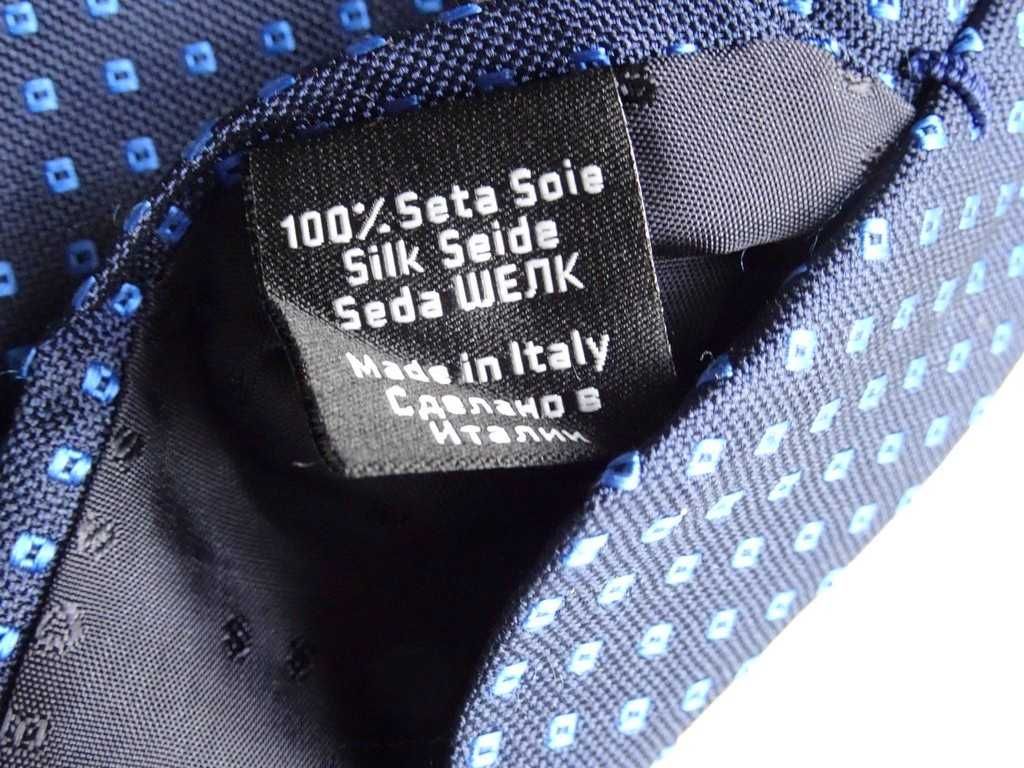 100% Seta Soie
Silk Seide
Seda ШЕЛК
Made in Italy
Сделано в
Италии